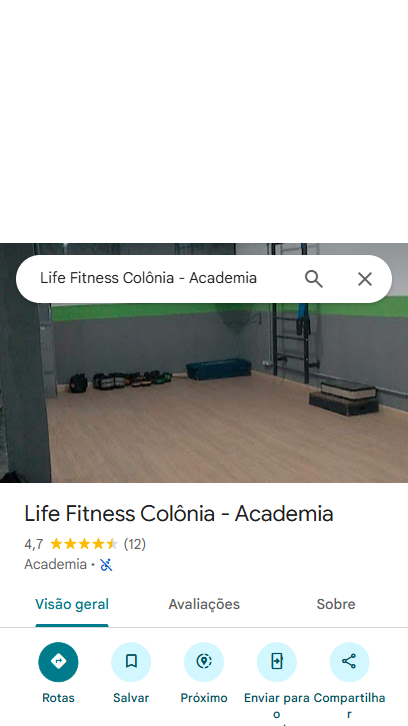 Life Fitness Colônia - Academia
Life Fitness Colônia - Academia
4,7 (12)
Academia ·
Visão geral Avaliações Sobre
Rotas Salvar Próximo Enviar para o Compartilhar